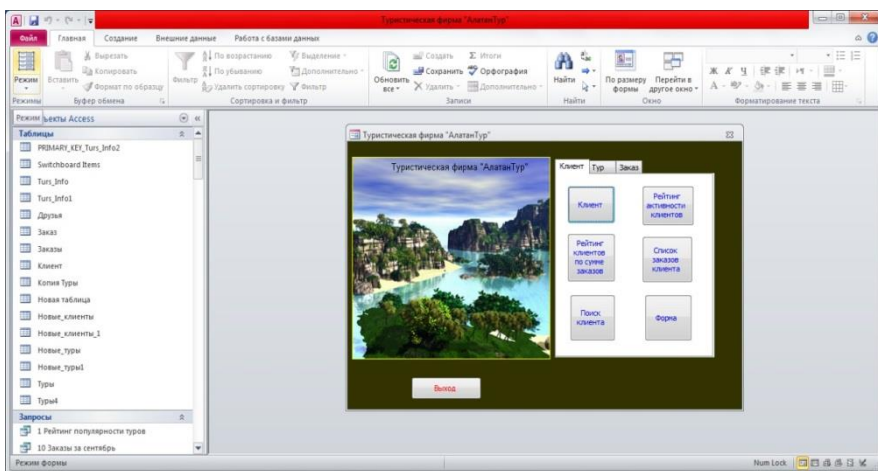 Туристическая фирма "АлатанТур"
Файл Главная Создание Внешние данные Работа с базами данных
Режим
Режимы
Вставить
Вырезать
Копировать
Формат по образцу
Буфер обмена
Фильтр
По возрастанию
По убыванию
Удалить сортировку
Выделение
Дополнительно
Фильтр
Сортировка и фильтр
Обновить все
Создать
Сохранить
Удалить
Итоги
Орфография
Дополнительно
Записи
Найти
Найти
По размеру формы
Перейти в другое окно
Окно
Ж К Ч
Форматирование текста
Режим ъекты Access
Таблицы
PRIMARY_KEY_Turs_Info2
Switchboard Items
Turs_Info
Turs_Info1
Друзья
Заказ
Заказы
Клиент
Копия Туры
Новая таблица
Новые_клиенты
Новые_клиенты_1
Новые_туры
Новые_туры1
Туры
Туры4
Запросы
1 Рейтинг популярности туров
10 Заказы за сентябрь
Туристическая фирма "АлатанТур"
Туристическая фирма "АлатанТур"
Клиент Тур Заказ
Клиент
Рейтинг
активности
клиентов
Рейтинг
клиентов
по сумме
заказов
Список
заказов
клиента
Поиск
клиента
Форма
Выход
Режим формы
Num Lock